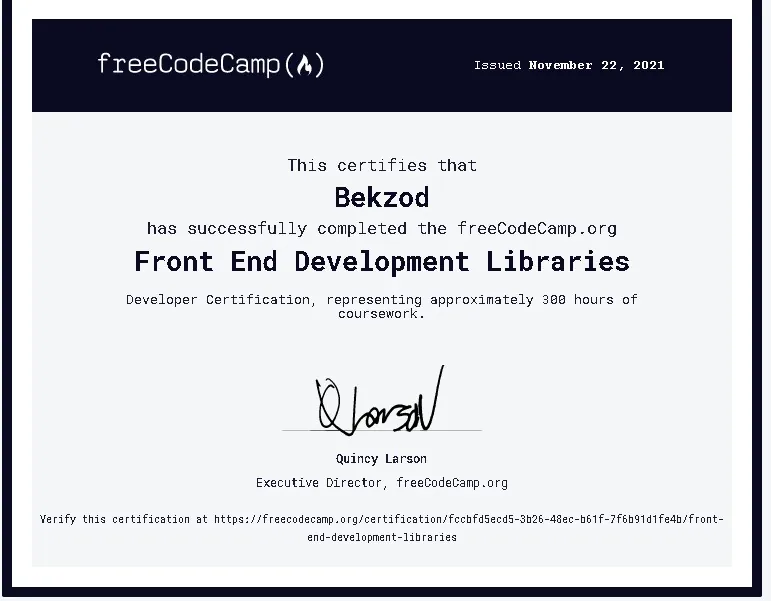 freeCodeCamp
Issued November 22, 2021
This certifies that
Bekzod
has successfully completed the freeCodeCamp.org
Front End Development Libraries
Developer Certification, representing approximately 300 hours of
coursework.
Q Larson
Quincy Larson
Executive Director, freeCodeCamp.org
Verify this certification at https://freecodecamp.org/certification/fccbfd5ecd5-3b26-48ec-b61f-7f6b91d1fe4b/front-
end-development-libraries